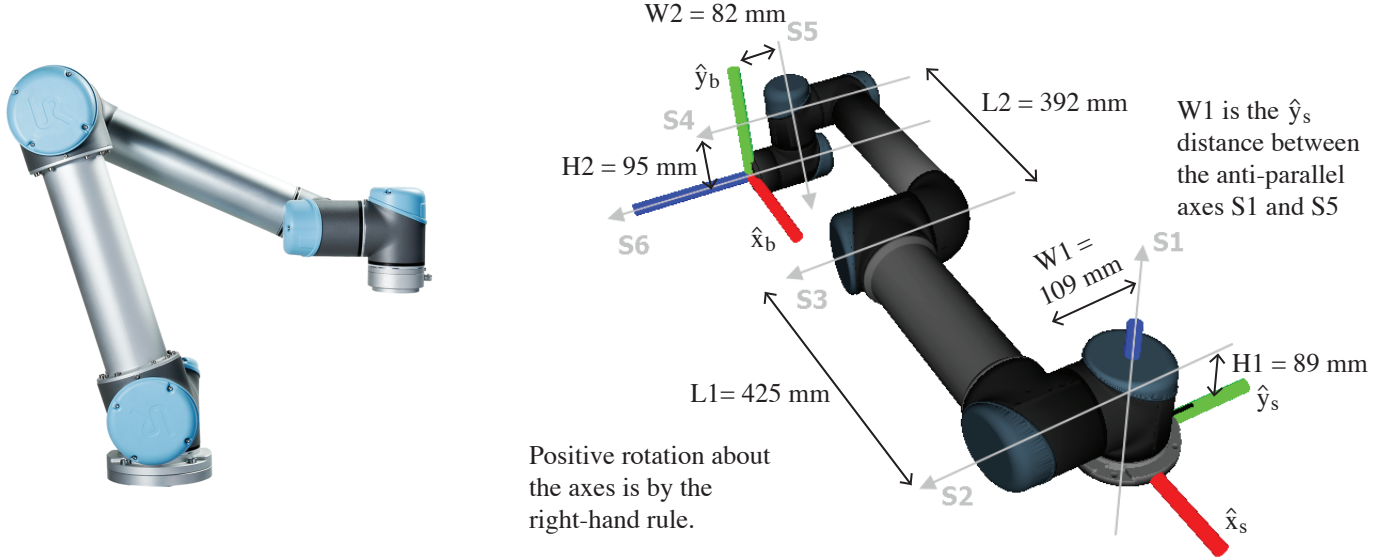 W2 = 82 mm
S5
ŷb
L2 = 392 mm
W1 is the ŷs
distance between
the anti-parallel
axes S1 and S5
S4
H2 = 95 mm
S6
x̂b
S3
S1
W1 =
109 mm
H1 = 89 mm
ŷs
L1= 425 mm
S2
x̂s
Positive rotation about
the axes is by the
right-hand rule.